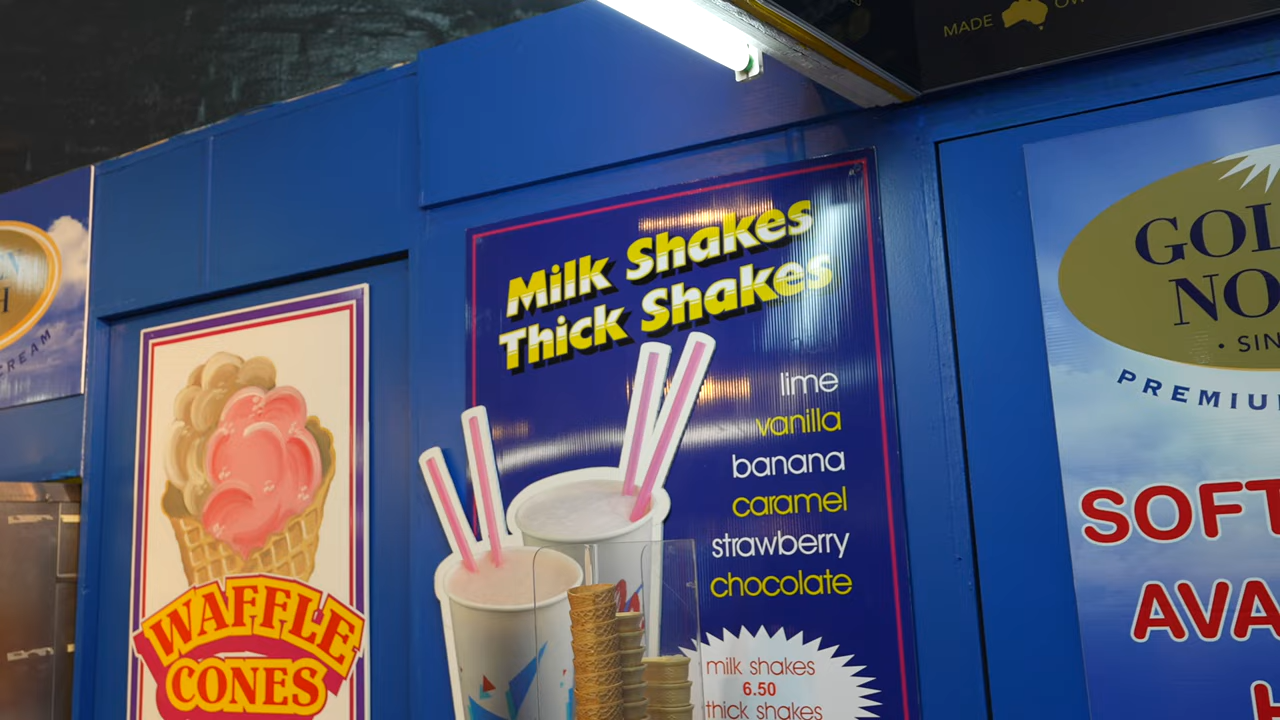 MADE
CREAM
WAFFLE
CONES
Milk Shakes
Thick Shakes
lime
vanilla
banana
caramel
strawberry
chocolate
milk shakes
6.50
thick shakes
GOL
NO
· SIN
PREMIU
SOFT
AVA
H